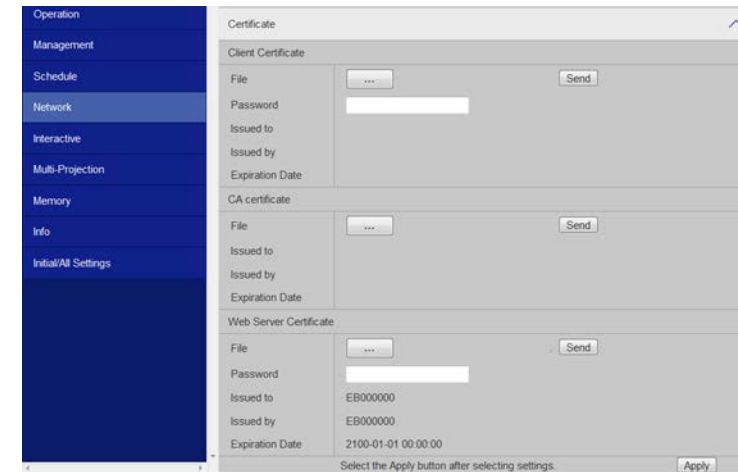 Operation
Management
Schedule
Network
Interactive
Multi-Projection
Memory
Info
Initial/All Settings
Certificate
Client Certificate
File ... Send
Password
Issued to
Issued by
Expiration Date
CA certificate
File ... Send
Issued to
Issued by
Expiration Date
Web Server Certificate
File ... Send
Password
Issued to EB000000
Issued by EB000000
Expiration Date 2100-01-01 00:00:00
Select the Apply button after selecting settings. Apply